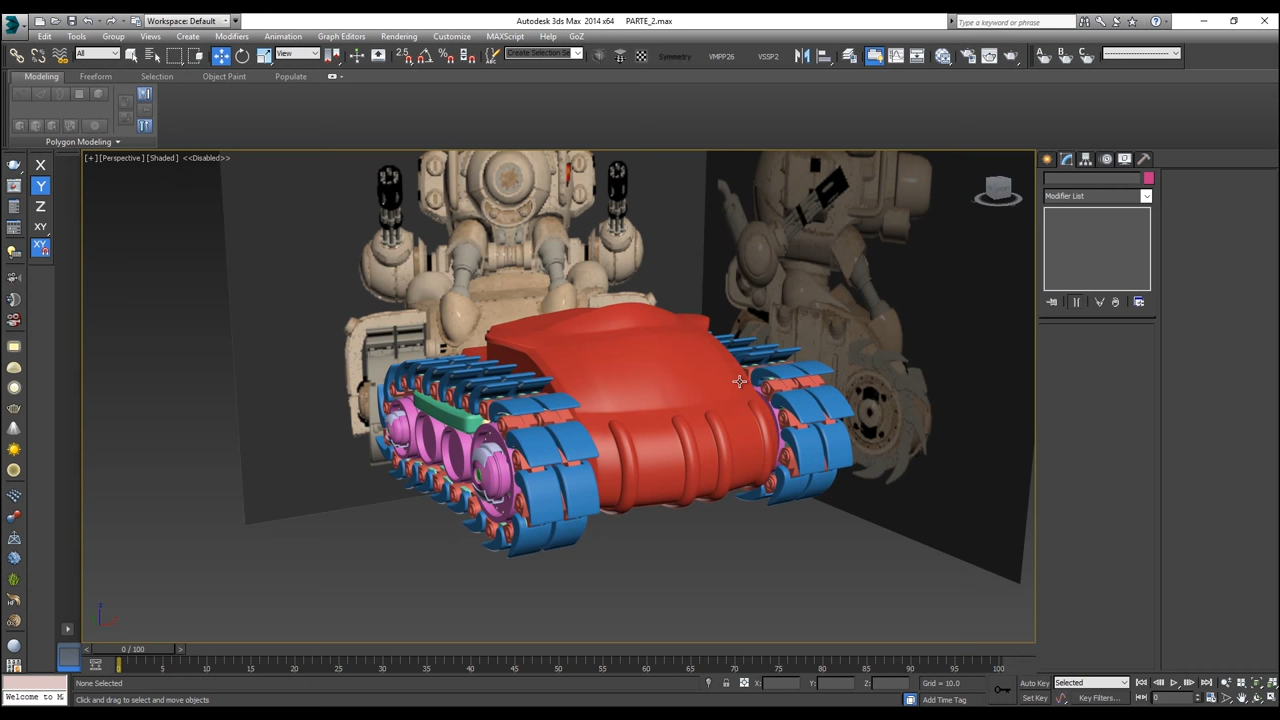 Workspace: Default
Autodesk 3ds Max 2014 x64 PARTE_2.max
Type a keyword or phrase
Edit Tools Group Views Create Modifiers Animation Graph Editors Rendering Customize MAXScript Help GoZ
All View 2.5 Create Selection Se Symmetry VMPP26 VSSP2
Modeling Freeform Selection Object Paint Populate
Polygon Modeling
[+] [Perspective] [Shaded] <<Disabled>>
X
Y
Z
XY
XY
Modifier List
0 / 100
0 5 10 15 20 25 30 35 40 45 50 55 60 65 70 75 80 85 90 95 100
None Selected X: Y: Z: Grid = 10.0 Auto Key Selected
Welcome to M Click and drag to select and move objects Add Time Tag Set Key Key Filters... 0